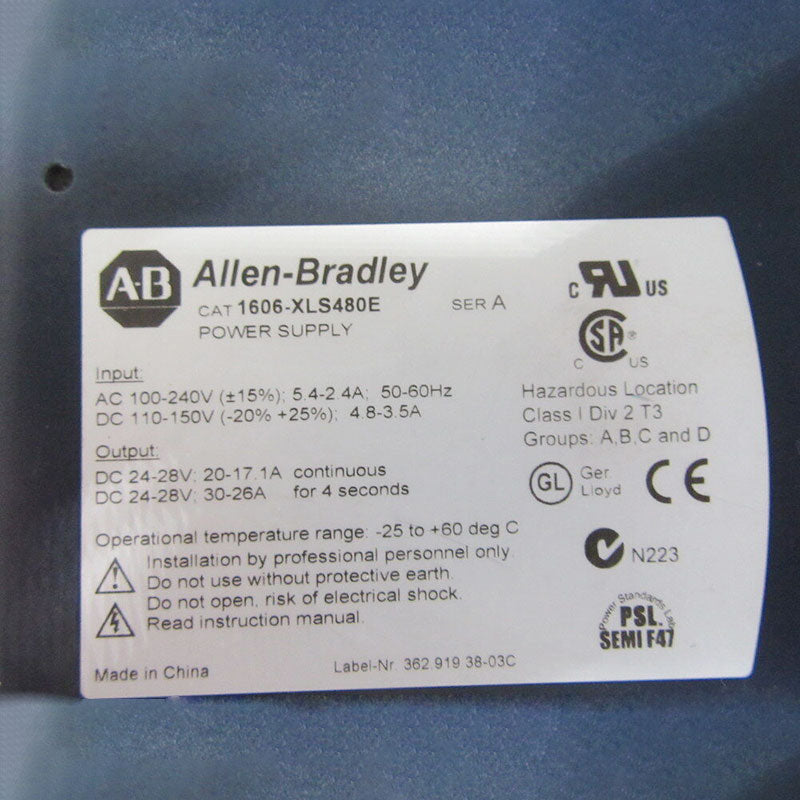 A-B Allen-Bradley
CAT 1606-XLS480E SER A
POWER SUPPLY
c RU US
SA ®
C US
Input:
AC 100-240V (±15%); 5.4-2.4A; 50-60Hz
DC 110-150V (-20% +25%); 4.8-3.5A
Hazardous Location
Class I Div 2 T3
Groups: A,B,C and D
Output:
DC 24-28V: 20-17.1A continuous
DC 24-28V: 30-26A for 4 seconds
GL Ger. Lloyd CE
Operational temperature range: -25 to +60 deg C
Installation by professional personnel only.
Do not use without protective earth.
Do not open, risk of electrical shock.
Read instruction manual.
N223
Power Standards Lab
PSL.
SEMI F47
Made in China
Label-Nr. 362.919 38-03C